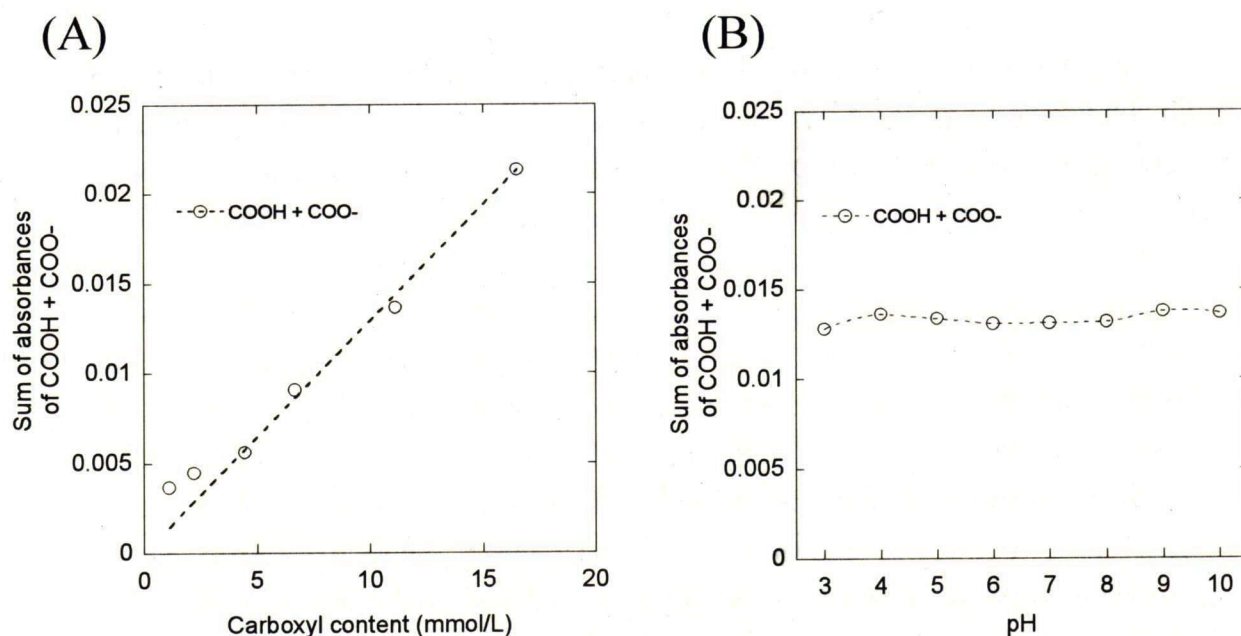 (A)
Sum of absorbances
of COOH + COO-
0.025
0.02
0.015
0.01
0.005
0
COOH + COO-
0 5 10 15 20
Carboxyl content (mmol/L)
(B)
Sum of absorbances
of COOH + COO-
0.025
0.02
0.015
0.01
0.005
0
COOH + COO-
3 4 5 6 7 8 9 10
pH